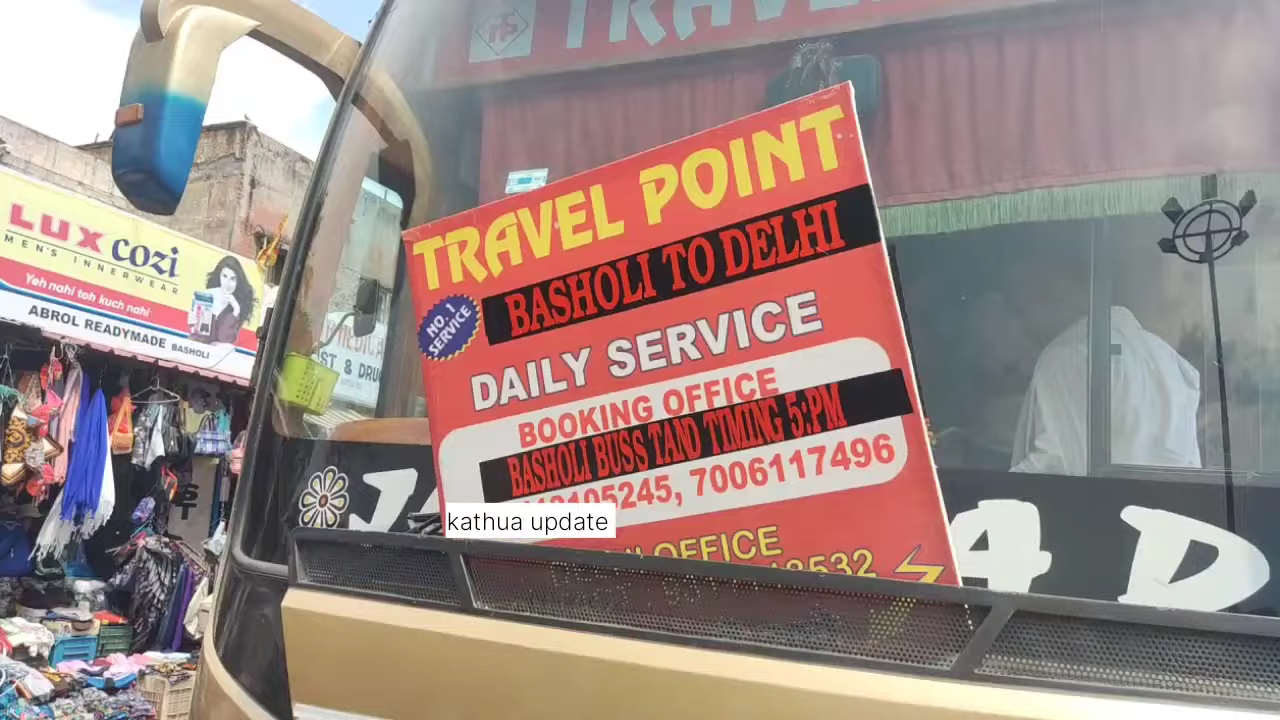 TRAVEL
LUX cozi
MEN'S INNERWEAR
Yeh nahi toh kuch nahi
ABROL READYMADE BASHOLI
TRAVEL POINT
BASHOLI TO DELHI
NO.1
SERVICE
DAILY SERVICE
BOOKING OFFICE
BASHOLI BUSS TAND TIMING 5:PM
7006117496
kathua update
OFFICE